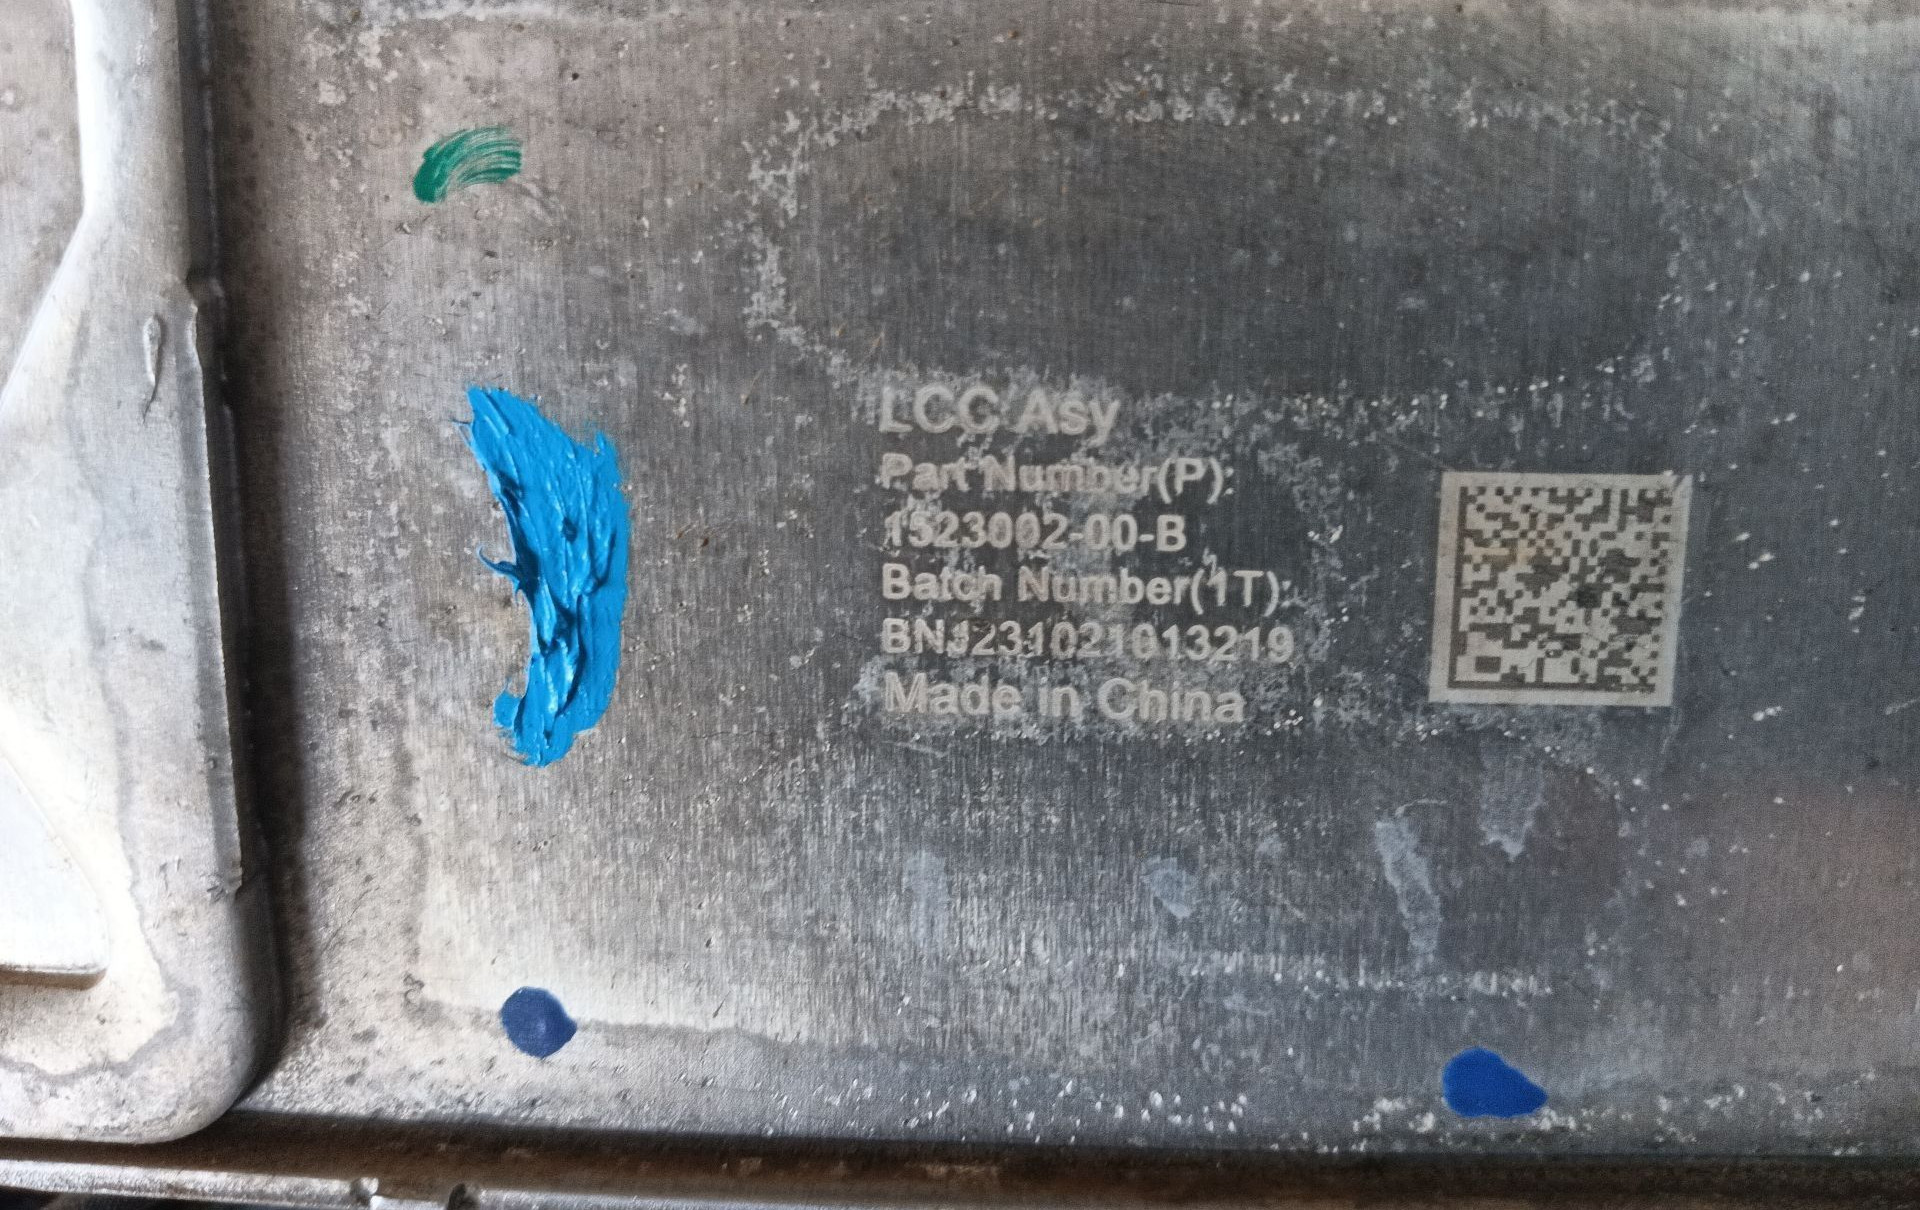 LCC Asy
Part Number(P):
1523002-00-B
Batch Number(1T):
BNJ231021013219
Made in China